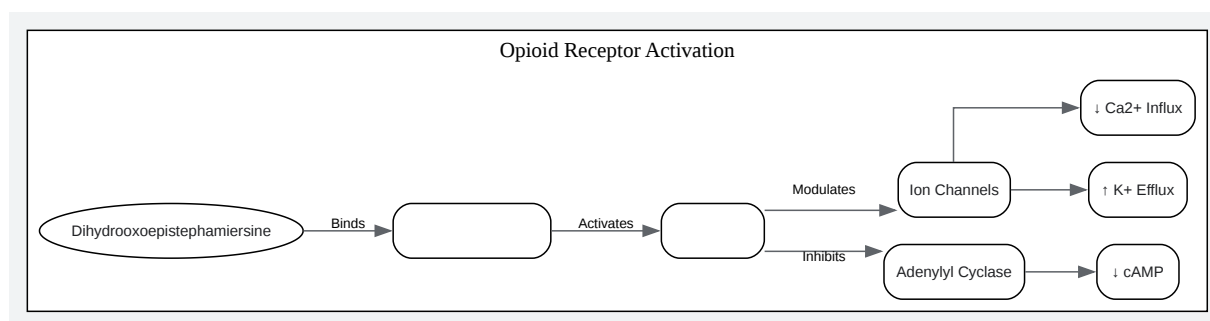 Opioid Receptor Activation
↓ Ca2+ Influx
Modulates
Ion Channels
↑ K+ Efflux
Dihydrooxoepistephamiersine
Binds
Activates
Inhibits
Adenylyl Cyclase
↓ cAMP